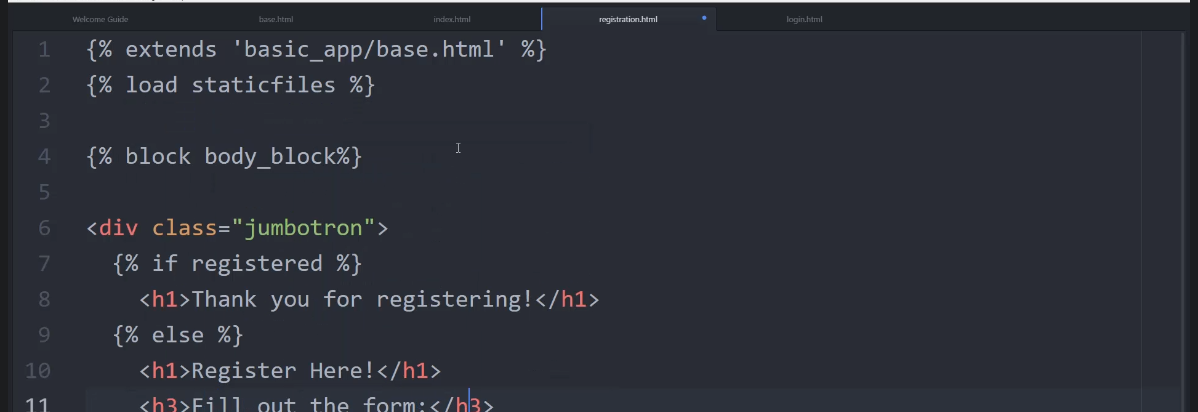 Welcome Guide base.html index.html registration.html login.html
1 {% extends 'basic_app/base.html' %}
2 {% load staticfiles %}
3
4 {% block body_block%}
5
6 <div class="jumbotron">
7 {% if registered %}
8 <h1>Thank you for registering!</h1>
9 {% else %}
10 <h1>Register Here!</h1>
11 <h3>Fill out the form:</h3>